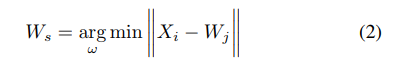 W_s = arg min_ω ‖X_i − W_j‖ (2)